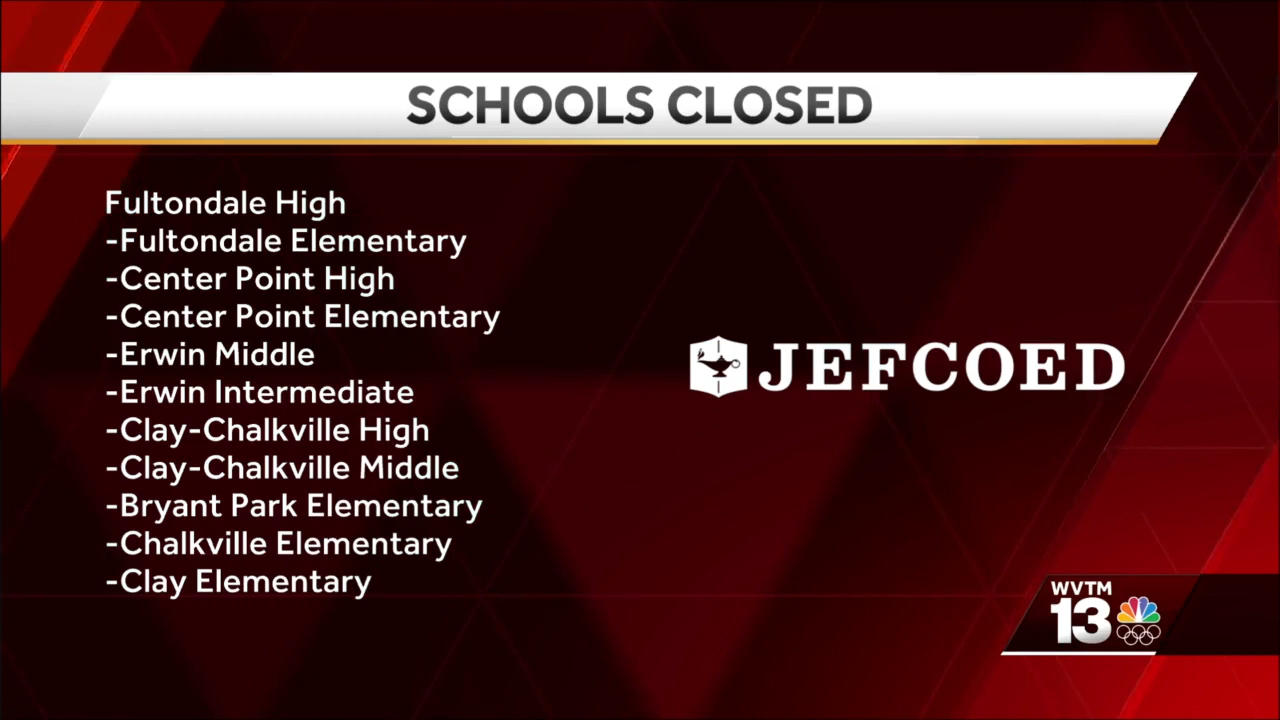 SCHOOLS CLOSED
Fultondale High
-Fultondale Elementary
-Center Point High
-Center Point Elementary
-Erwin Middle
-Erwin Intermediate
-Clay-Chalkville High
-Clay-Chalkville Middle
-Bryant Park Elementary
-Chalkville Elementary
-Clay Elementary
JEFCOED
WVTM
13